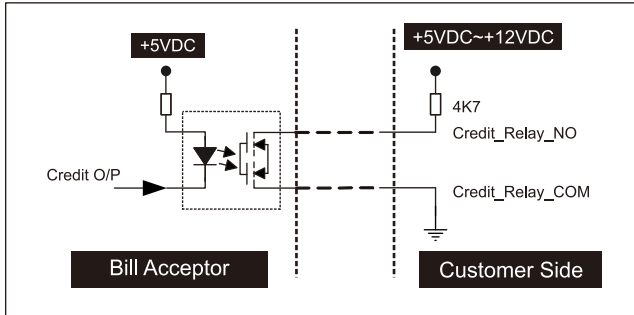 +5VDC
+5VDC~+12VDC
4K7
Credit_Relay_NO
Credit O/P
Credit_Relay_COM
Bill Acceptor
Customer Side